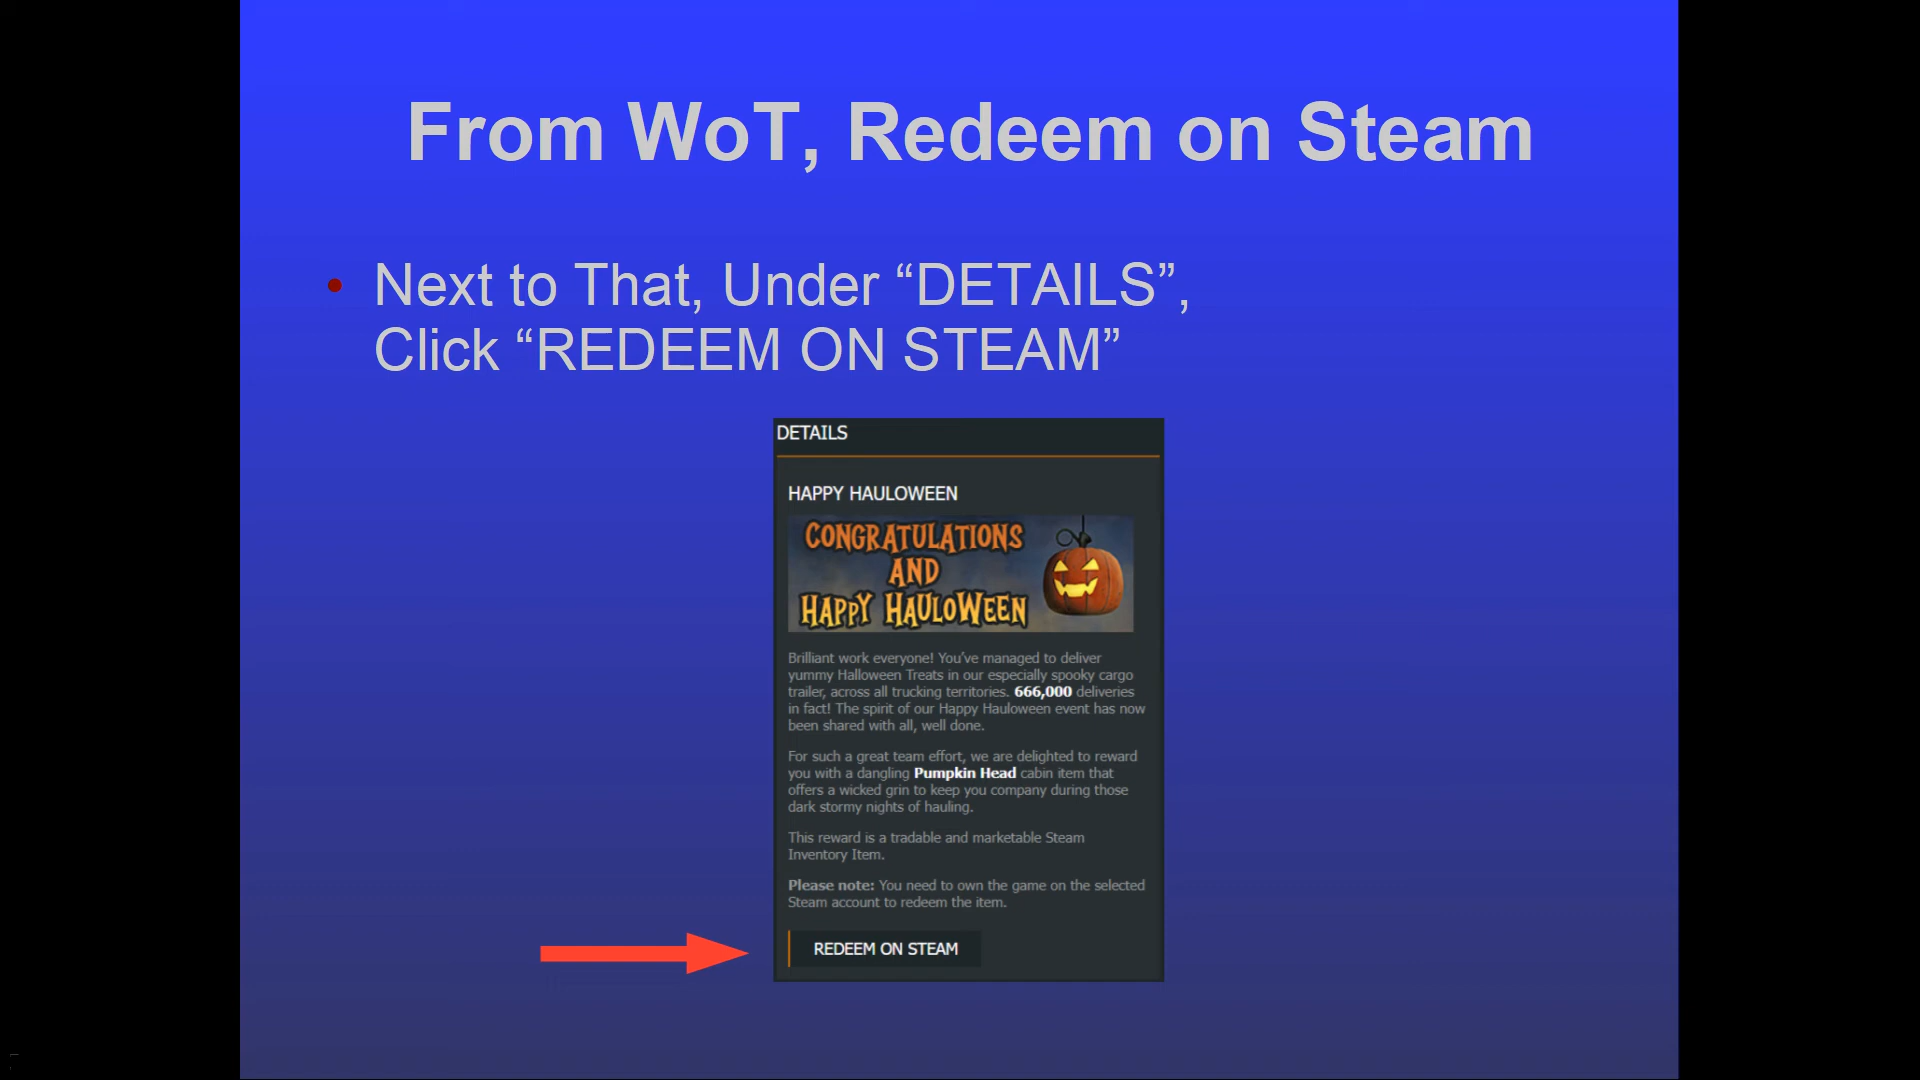 From WoT, Redeem on Steam
• Next to That, Under “DETAILS”,
Click “REDEEM ON STEAM”
DETAILS
HAPPY HAULOWEEN
CONGRATULATIONS
AND
HAPPY HAULOWEEN
Brilliant work everyone! You’ve managed to deliver
yummy Halloween Treats in our especially spooky cargo
trailer, across all trucking territories. 666,000 deliveries
in fact! The spirit of our Happy Hauloween event has now
been shared with all, well done.
For such a great team effort, we are delighted to reward
you with a dangling Pumpkin Head cabin item that
offers a wicked grin to keep you company during those
dark stormy nights of hauling.
This reward is a tradable and marketable Steam
Inventory Item.
Please note: You need to own the game on the selected
Steam account to redeem the item.
REDEEM ON STEAM